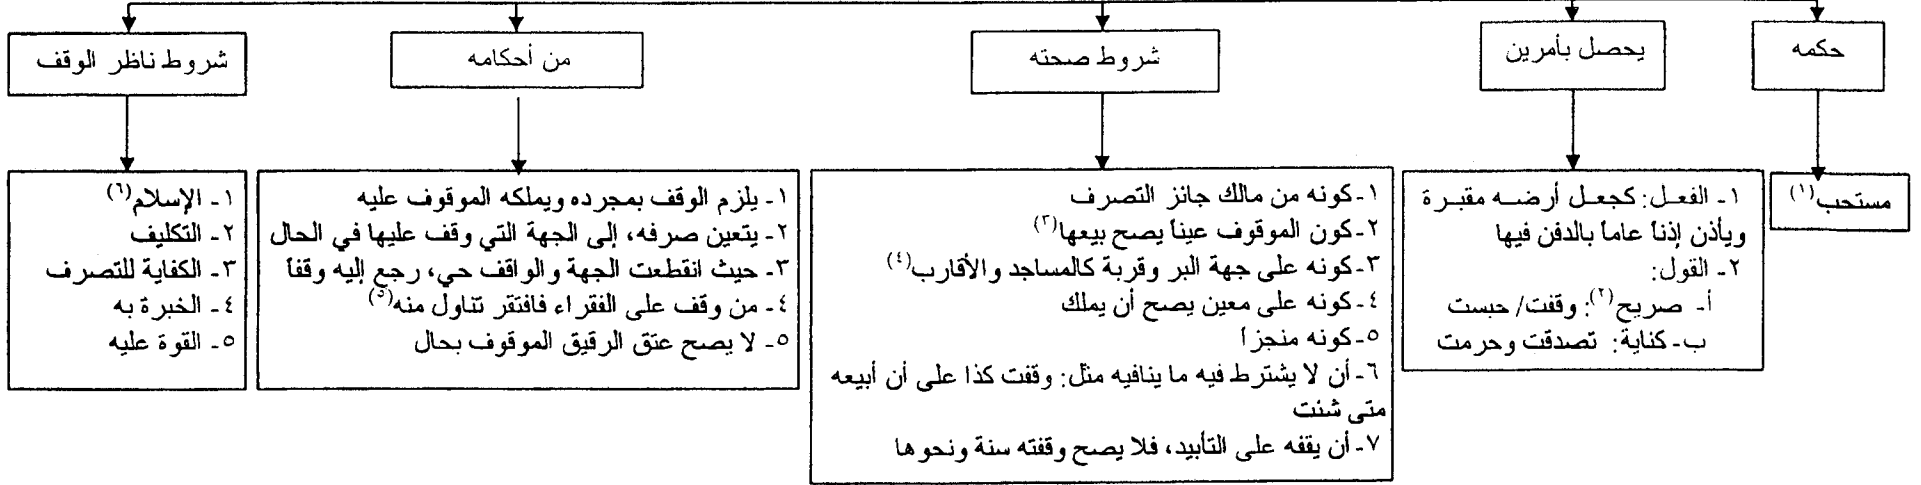 حكمه
مستحب(١)
يحصل بأمرين
١- الفعل: كجعل أرضه مقبرة
ويأذن إذناً عاماً بالدفن فيها
٢- القول:
أ- صريح(٢): وقفت/ حبست
ب- كناية: تصدقت وحرمت
شروط صحته
١-كونه من مالك جائز التصرف
٢-كون الموقوف عيناً يصح بيعها(٣)
٣-كونه على جهة البر وقربة كالمساجد والأقارب(٤)
٤-كونه على معين يصح أن يملك
٥-كونه منجزاً
٦-أن لا يشترط فيه ما ينافيه مثل: وقفت كذا على أن أبيعه
متى شئت
٧-أن يقفه على التأبيد، فلا يصح وقفته سنة ونحوها
من أحكامه
١- يلزم الوقف بمجرده ويملكه الموقوف عليه
٢- يتعين صرفه، إلى الجهة التي وقف عليها في الحال
٣- حيث انقطعت الجهة والواقف حي، رجع إليه وقفاً
٤- من وقف على الفقراء فافتقر تناول منه(٥)
٥- لا يصح عتق الرقيق الموقوف بحال
شروط ناظر الوقف
١- الإسلام(٦)
٢- التكليف
٣- الكفاية للتصرف
٤- الخبرة به
٥- القوة عليه